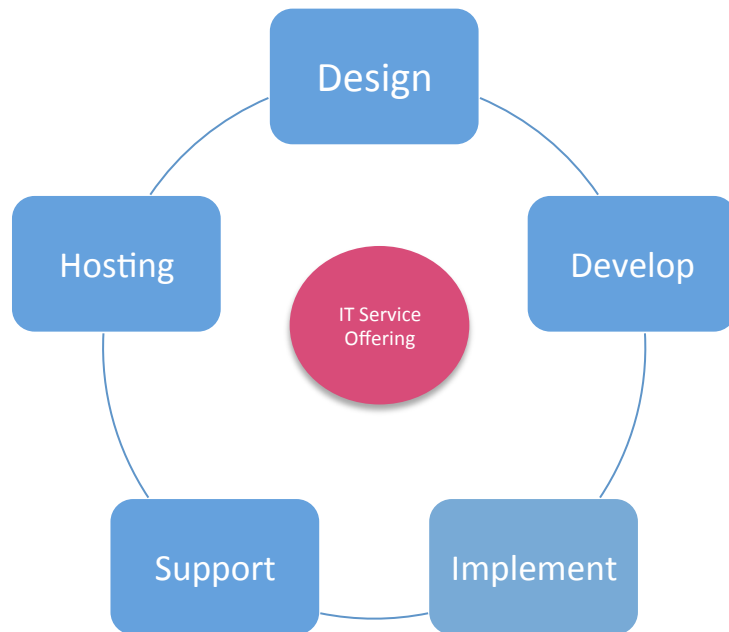 Design
Hosting
Develop
IT Service
Offering
Support
Implement